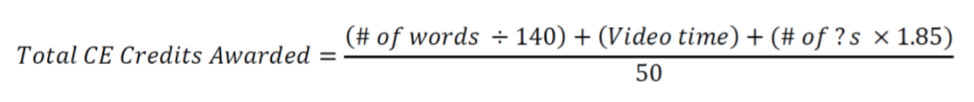 Total CE Credits Awarded = (# of words ÷ 140) + (Video time) + (# of ?s × 1.85)
50